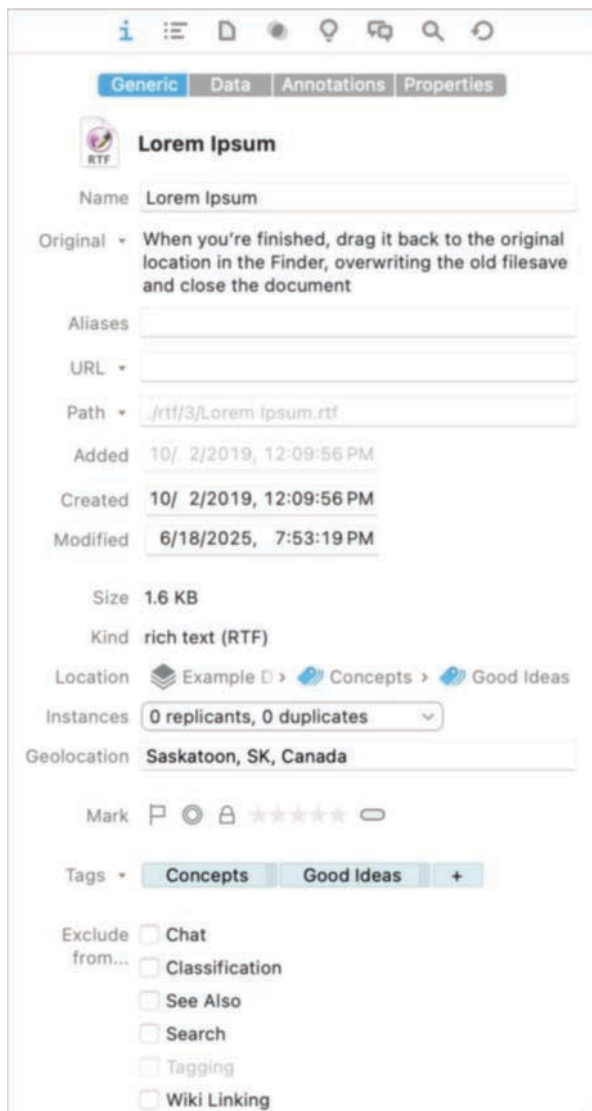 Generic Data Annotations Properties
RTF
Lorem Ipsum
Name Lorem Ipsum
Original When you're finished, drag it back to the original
location in the Finder, overwriting the old filesave
and close the document
Aliases
URL
Path ./rtf/3/Lorem Ipsum.rtf
Added 10/ 2/2019, 12:09:56 PM
Created 10/ 2/2019, 12:09:56 PM
Modified 6/18/2025, 7:53:19 PM
Size 1.6 KB
Kind rich text (RTF)
Location Example D › Concepts › Good Ideas
Instances 0 replicants, 0 duplicates
Geolocation Saskatoon, SK, Canada
Mark
Tags Concepts Good Ideas +
Exclude Chat
from...
Classification
See Also
Search
Tagging
Wiki Linking